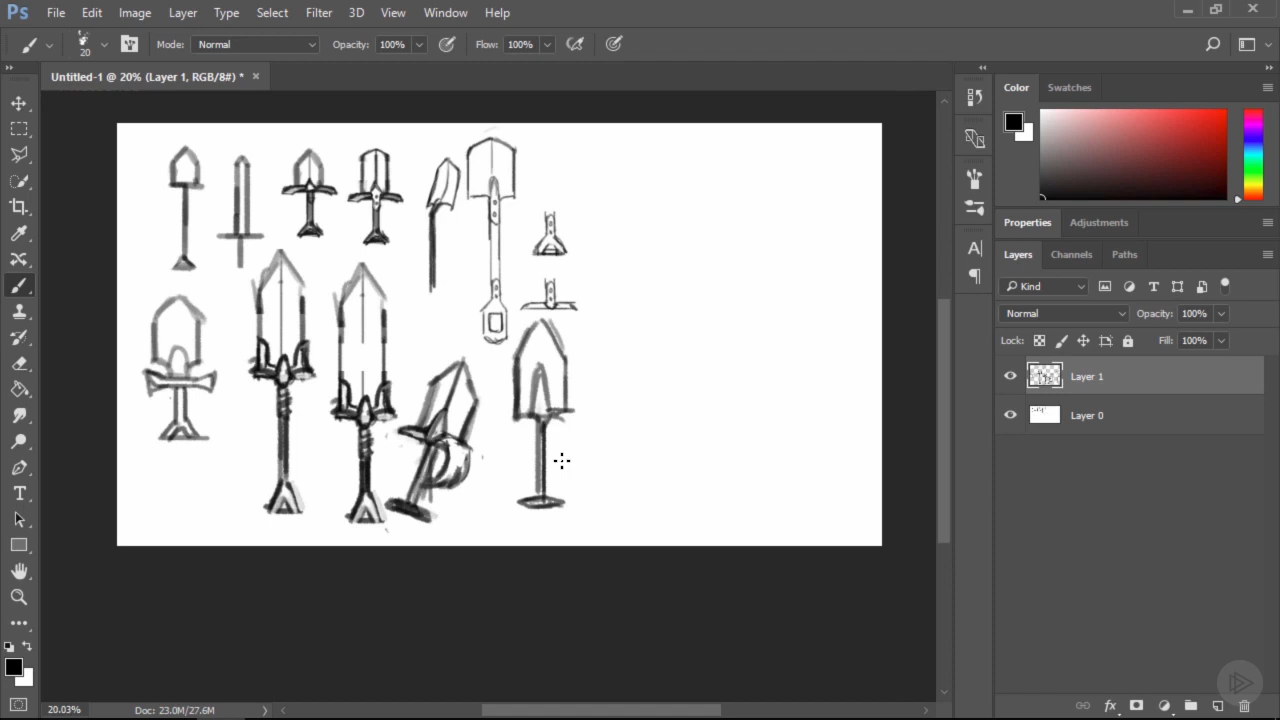 Ps File Edit Image Layer Type Select Filter 3D View Window Help
20 Mode: Normal Opacity: 100% Flow: 100%
Untitled-1 @ 20% (Layer 1, RGB/8#) *
Color Swatches
Properties Adjustments
Layers Channels Paths
Kind
Normal Opacity: 100%
Lock: Fill: 100%
Layer 1
Layer 0
20.03% Doc: 23.0M/27.6M